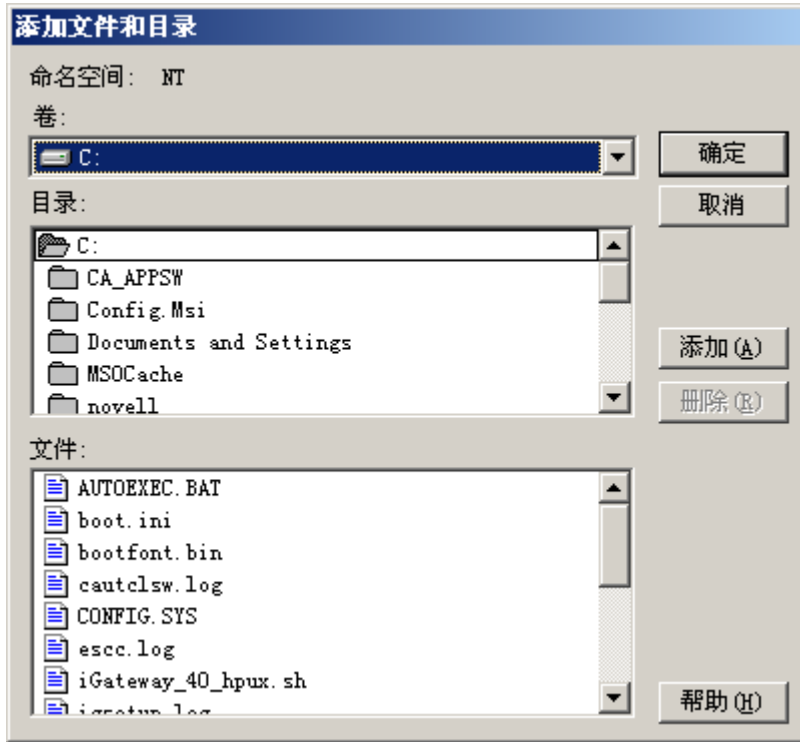 添加文件和目录
命名空间: NT
卷:
C:
确定
目录:
取消
C:
CA_APPSW
Config.Msi
Documents and Settings
添加(A)
MSOCache
删除(R)
novell
文件:
AUTOEXEC.BAT
boot.ini
bootfont.bin
cautclsw.log
CONFIG.SYS
escc.log
iGateway_40_hpux.sh
帮助(H)